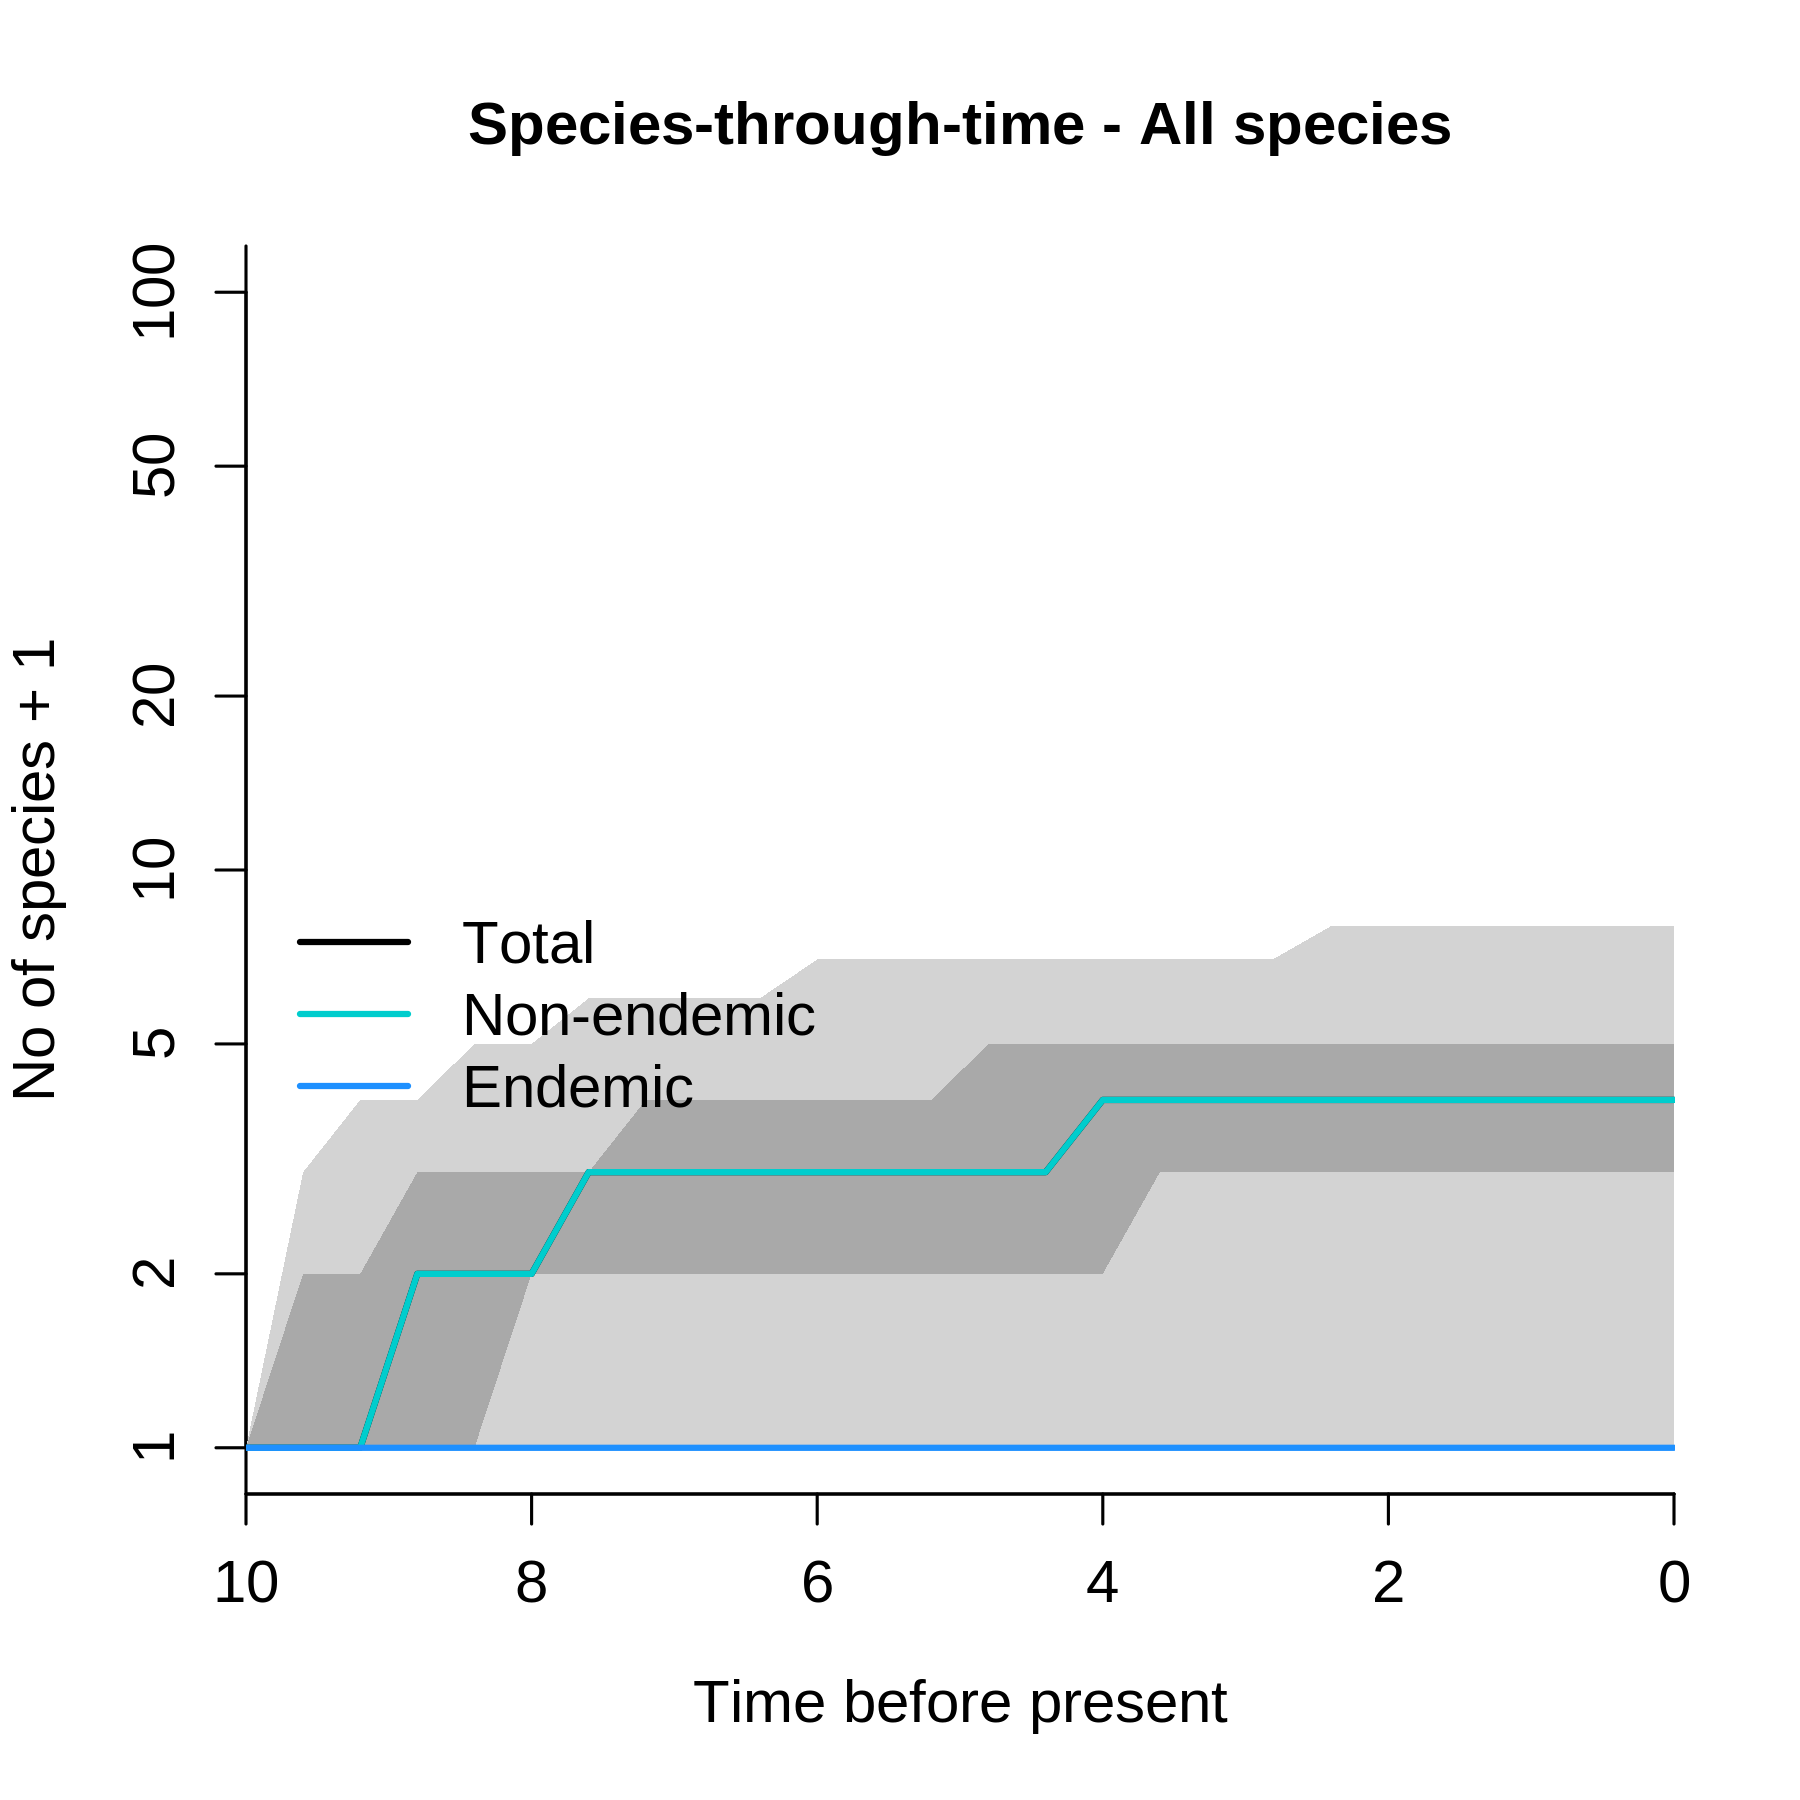 Species-through-time - All species
No of species + 1
100
50
20
10
5
2
1
Total
Non-endemic
Endemic
10 8 6 4 2 0
Time before present